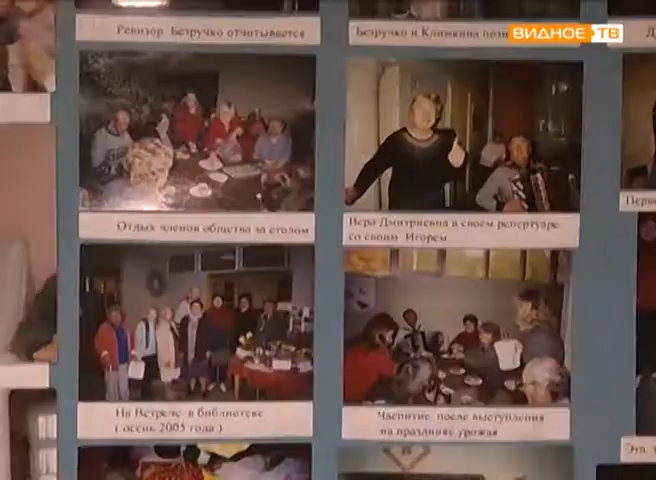 Ревизор Безручко отчитывается
Безручко и Климкина
ВИДНОЕ ТВ
Отдых членов общества за столом
Вера Дмитриевна в своем репертуаре
со своим Игорем
На Встрече в библиотеке
( осень 2005 года )
Чаепитие после выступления
на празднике урожая